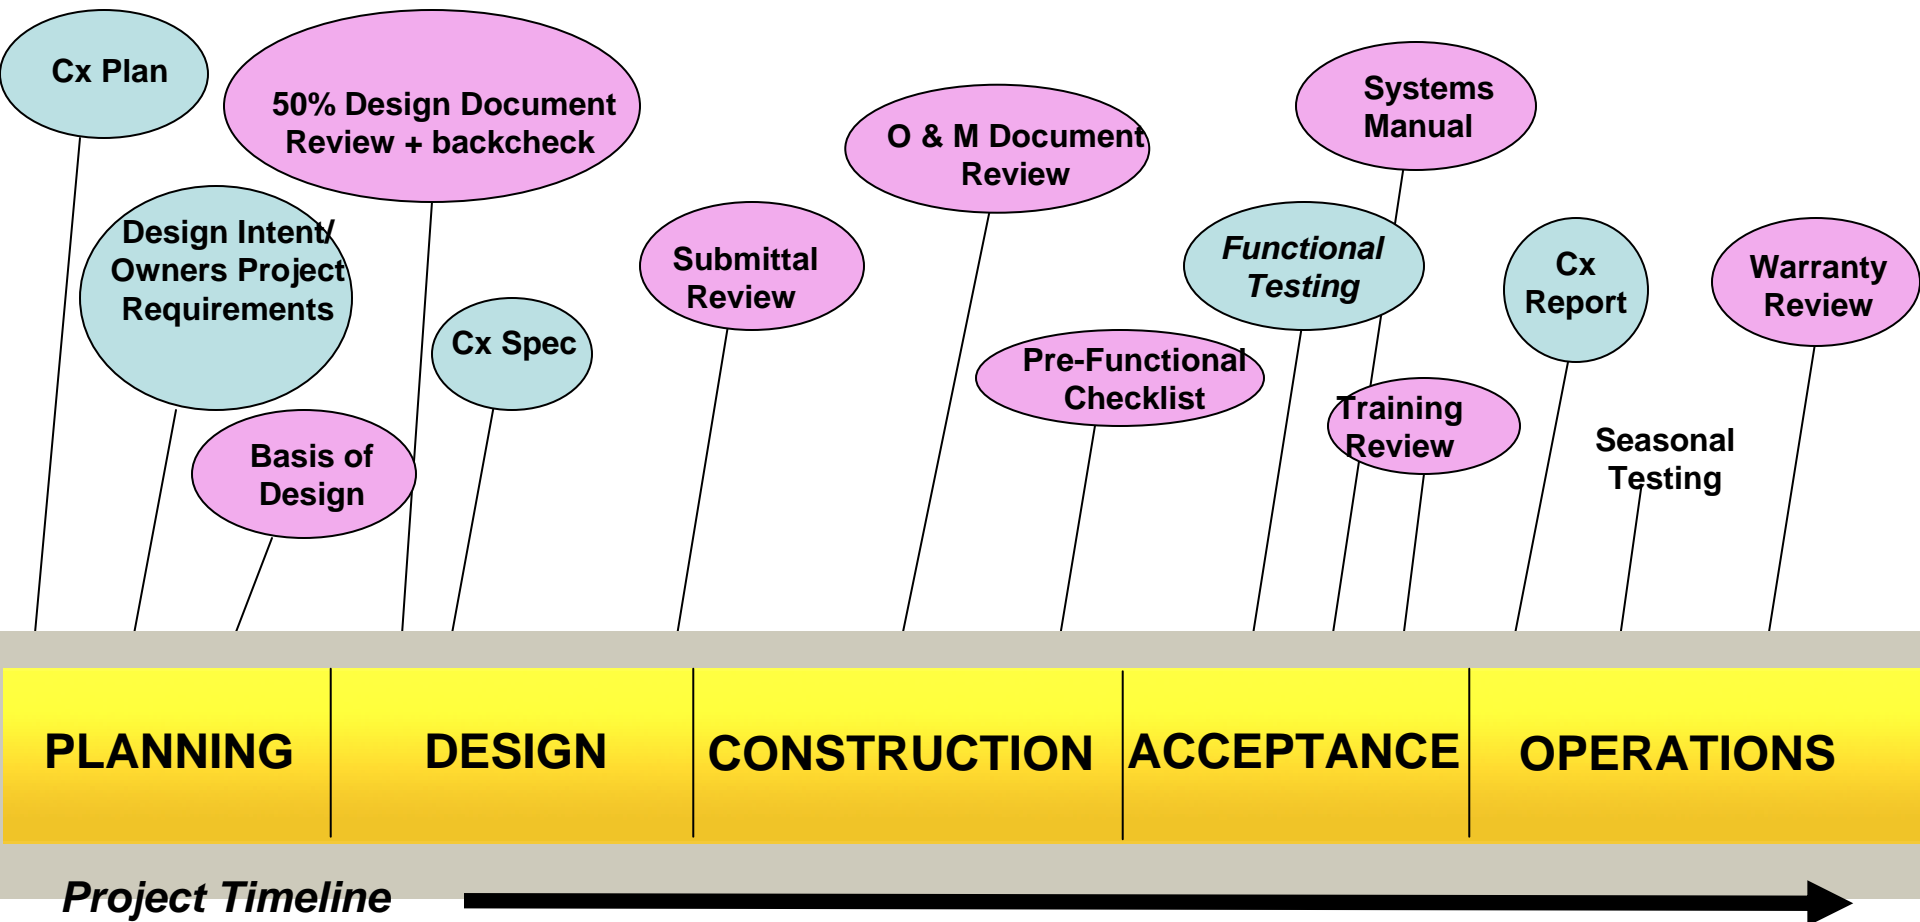 Cx Plan
50% Design Document
Review + backcheck
Systems
Manual
O & M Document
Review
Design Intent/
Owners Project
Requirements
Submittal
Review
Functional
Testing
Cx
Report
Warranty
Review
Cx Spec
Pre-Functional
Checklist
Training
Review
Seasonal
Testing
Basis of
Design
PLANNING
DESIGN
CONSTRUCTION
ACCEPTANCE
OPERATIONS
Project Timeline